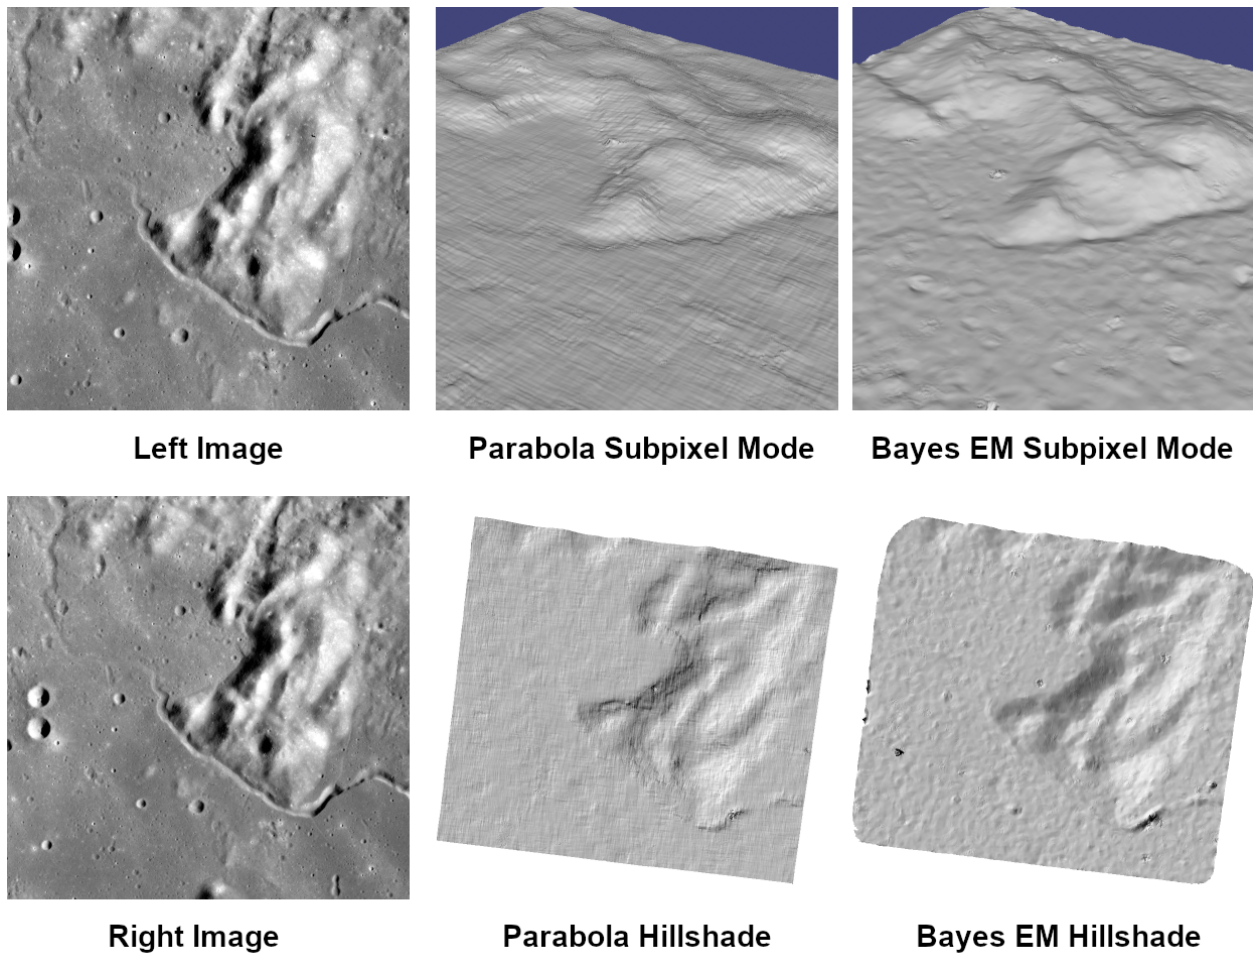 Left Image
Parabola Subpixel Mode
Bayes EM Subpixel Mode
Right Image
Parabola Hillshade
Bayes EM Hillshade